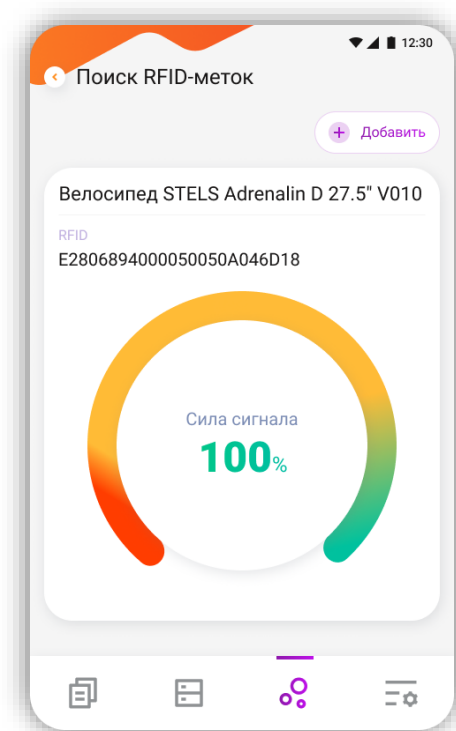 12:30
Поиск RFID-меток
+ Добавить
Велосипед STELS Adrenalin D 27.5" V010
RFID
E2806894000050050A046D18
Сила сигнала
100%